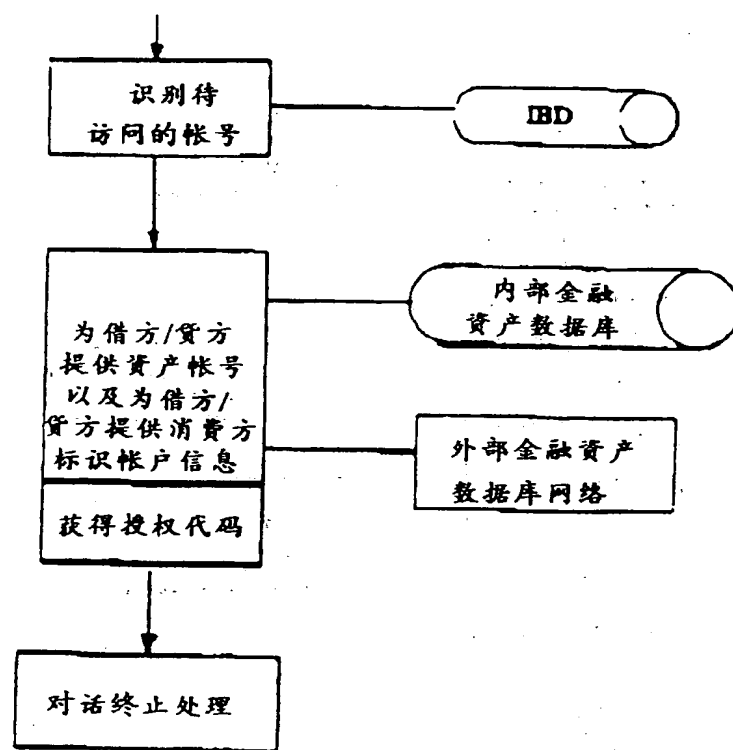 识别待
访问的帐号
IBD
内部金融
资产数据库
为借方/贷方
提供资产帐号
以及为借方/
贷方提供消费方
标识帐户信息
外部金融资产
数据库网络
获得授权代码
对话终止处理